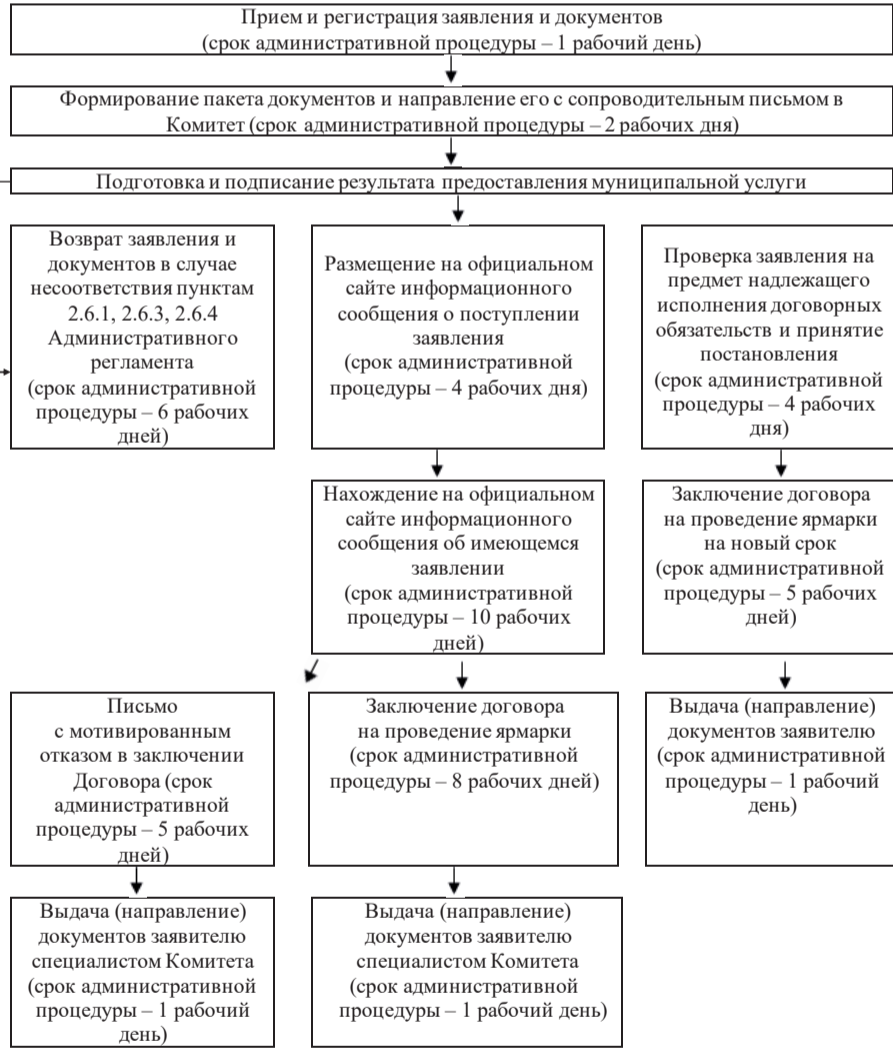 Прием и регистрация заявления и документов
(срок административной процедуры – 1 рабочий день)
Формирование пакета документов и направление его с сопроводительным письмом в
Комитет (срок административной процедуры – 2 рабочих дня)
Подготовка и подписание результата предоставления муниципальной услуги
Возврат заявления и
документов в случае
несоответствия пунктам
2.6.1, 2.6.3, 2.6.4
Административного
регламента
(срок административной
процедуры – 6 рабочих
дней)
Размещение на официальном
сайте информационного
сообщения о поступлении
заявления
(срок административной
процедуры – 4 рабочих дня)
Проверка заявления на
предмет надлежащего
исполнения договорных
обязательств и принятие
постановления
(срок административной
процедуры – 4 рабочих
дня)
Нахождение на официальном
сайте информационного
сообщения об имеющемся
заявлении
(срок административной
процедуры – 10 рабочих
дней)
Заключение договора
на проведение ярмарки
на новый срок
(срок административной
процедуры – 5 рабочих
дней)
Письмо
с мотивированным
отказом в заключении
Договора (срок
административной
процедуры – 5 рабочих
дней)
Заключение договора
на проведение ярмарки
(срок административной
процедуры – 8 рабочих дней)
Выдача (направление)
документов заявителю
(срок административной
процедуры – 1 рабочий
день)
Выдача (направление)
документов заявителю
специалистом Комитета
(срок административной
процедуры – 1 рабочий
день)
Выдача (направление)
документов заявителю
специалистом Комитета
(срок административной
процедуры – 1 рабочий день)